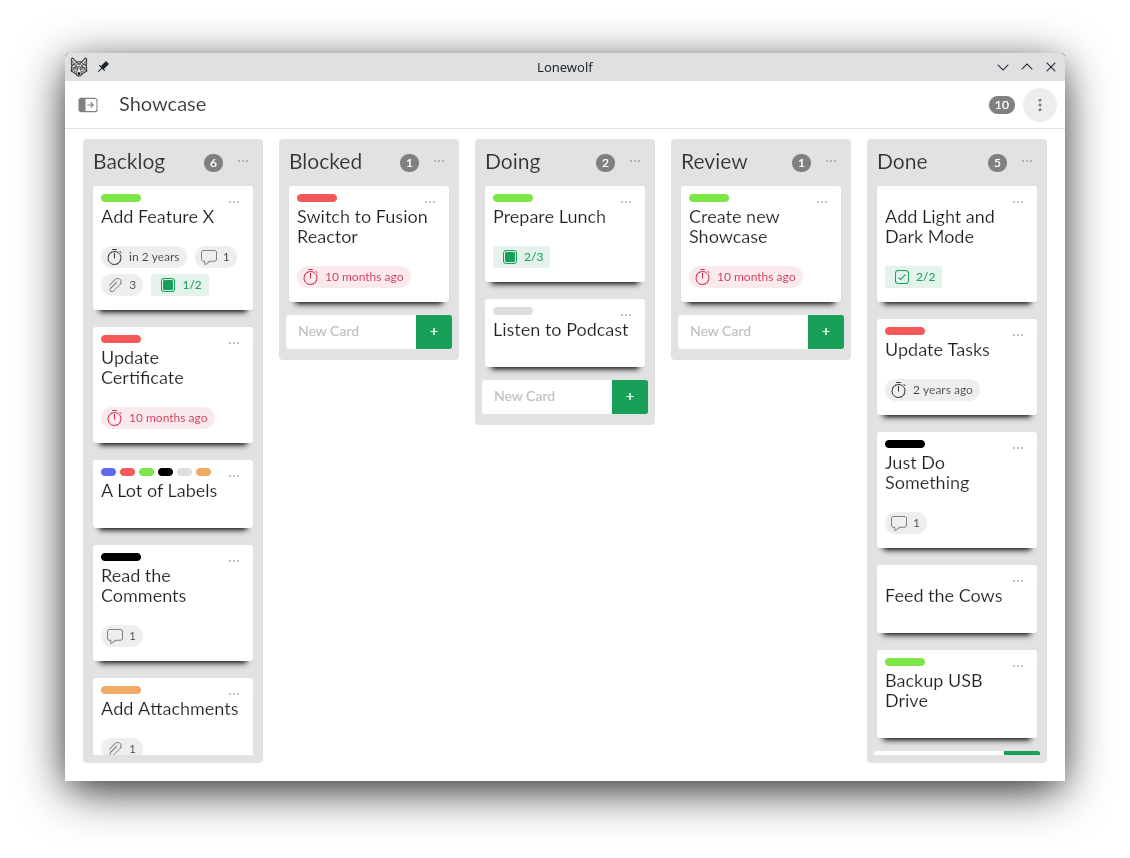 Lonewolf
Showcase
10
Backlog 6
Add Feature X
in 2 years 1
3 1/2
Update
Certificate
10 months ago
A Lot of Labels
Read the
Comments
1
Add Attachments
1
Blocked 1
Switch to Fusion
Reactor
10 months ago
New Card +
Doing 2
Prepare Lunch
2/3
Listen to Podcast
New Card +
Review 1
Create new
Showcase
10 months ago
New Card +
Done 5
Add Light and
Dark Mode
2/2
Update Tasks
2 years ago
Just Do
Something
1
Feed the Cows
Backup USB
Drive